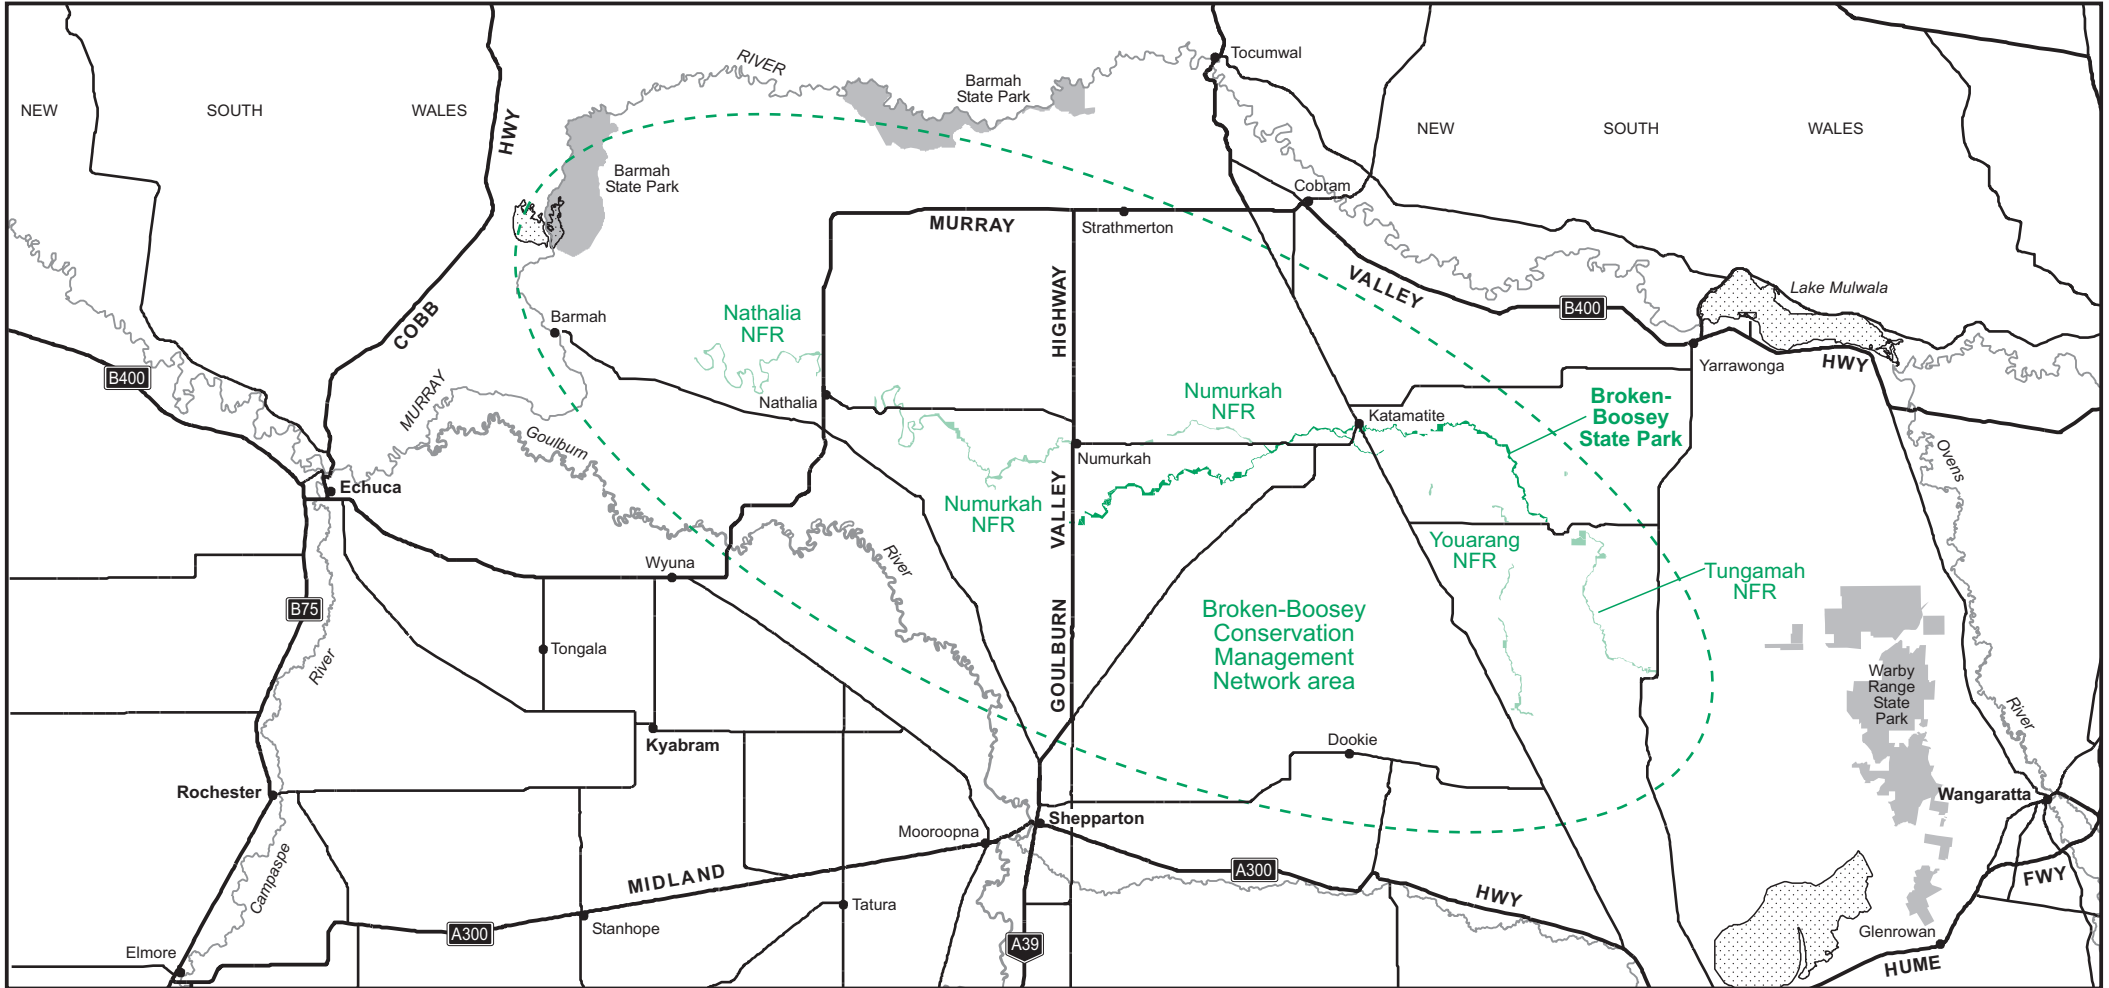 Tocumwal
RIVER
Barmah
State Park
NEW
SOUTH
WALES
HWY
NEW
SOUTH
WALES
Barmah
State Park
Cobram
MURRAY
Strathmerton
VALLEY
HIGHWAY
Lake Mulwala
B400
COBB
Nathalia
NFR
Barmah
Yarrawonga
HWY
B400
MURRAY
Nathalia
Numurkah
NFR
Katamatite
Broken-
Boosey
State Park
Goulburn
Numurkah
Ovens
Echuca
Numurkah
NFR
VALLEY
Youarang
NFR
River
Wyuna
Tungamah
NFR
B75
Broken-Boosey
Conservation
Management
Network area
GOULBURN
Tongala
River
Warby
Range
State
Park
River
Kyabram
Dookie
Rochester
Wangaratta
Shepparton
Mooroopna
Campaspe
MIDLAND
A300
HWY
FWY
Tatura
A300
Stanhope
A39
Glenrowan
Elmore
HUME